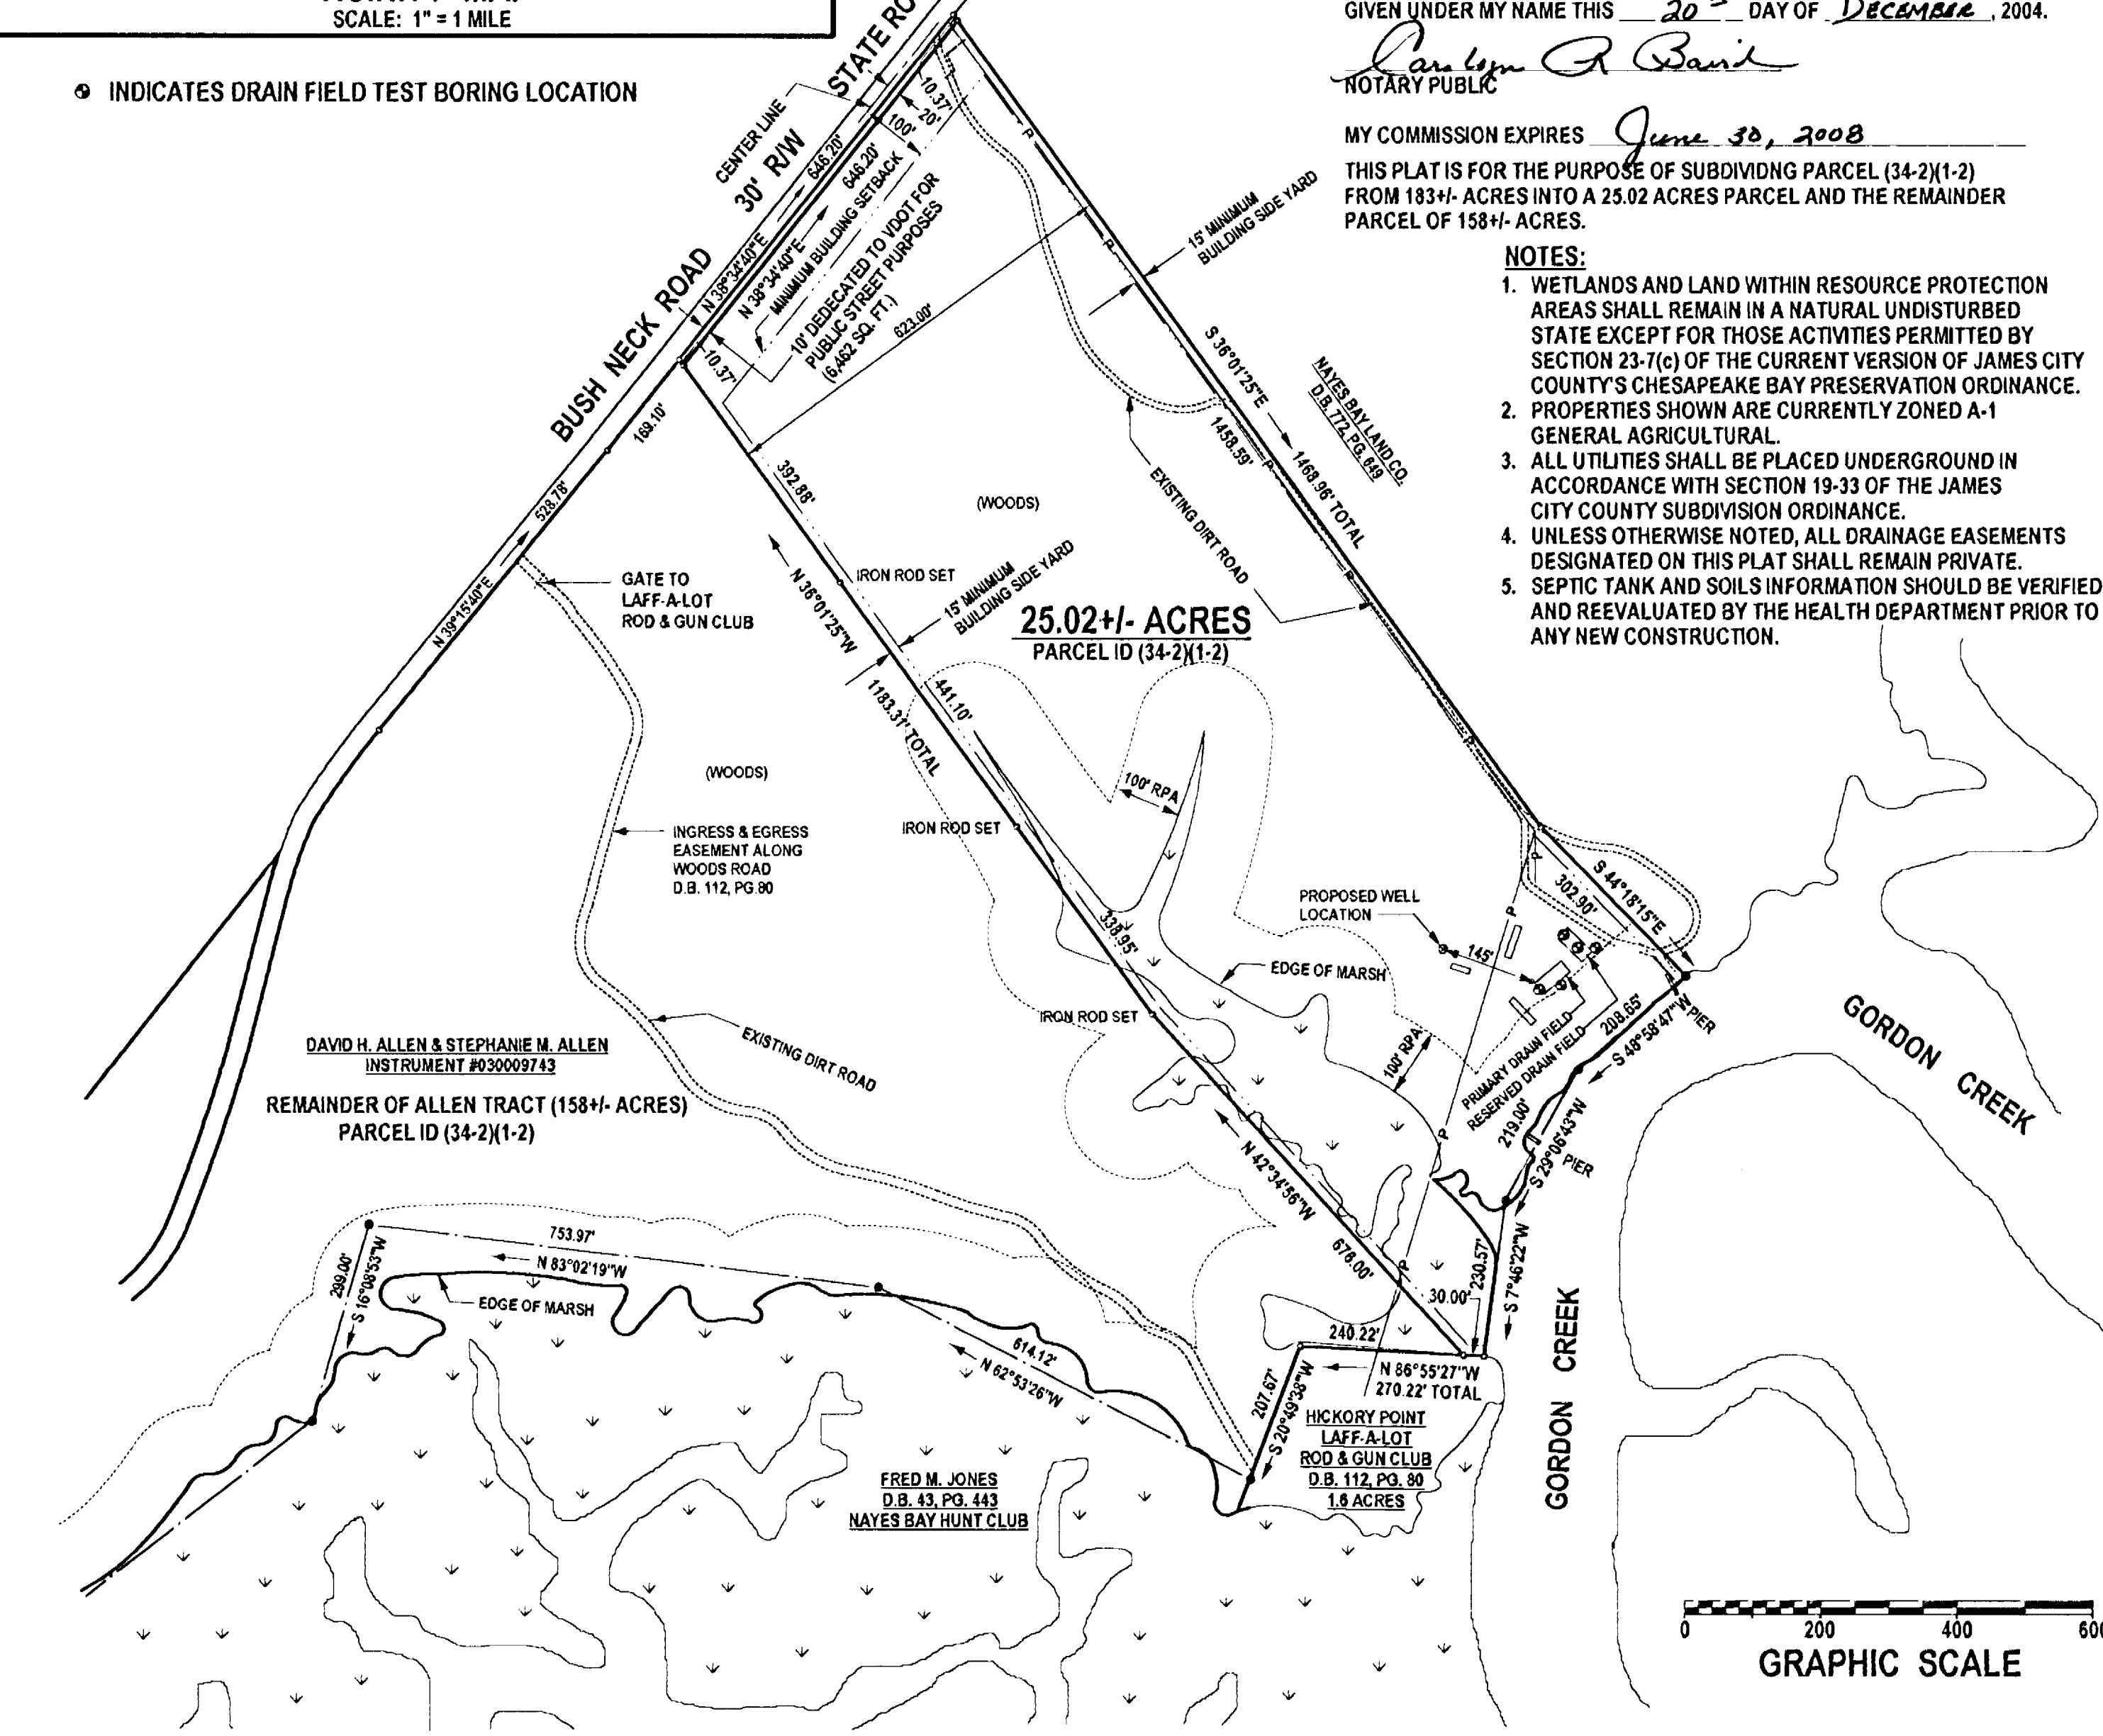 SCALE: 1" = 1 MILE
INDICATES DRAIN FIELD TEST BORING LOCATION
GIVEN UNDER MY NAME THIS 20 DAY OF DECEMBER, 2004.
Carolyn R Baird
NOTARY PUBLIC
MY COMMISSION EXPIRES June 30, 2008
THIS PLAT IS FOR THE PURPOSE OF SUBDIVIDNG PARCEL (34-2)(1-2)
FROM 183+/- ACRES INTO A 25.02 ACRES PARCEL AND THE REMAINDER
PARCEL OF 158+/- ACRES.
NOTES:
1. WETLANDS AND LAND WITHIN RESOURCE PROTECTION
AREAS SHALL REMAIN IN A NATURAL UNDISTURBED
STATE EXCEPT FOR THOSE ACTIVITIES PERMITTED BY
SECTION 23-7(c) OF THE CURRENT VERSION OF JAMES CITY
COUNTY'S CHESAPEAKE BAY PRESERVATION ORDINANCE.
2. PROPERTIES SHOWN ARE CURRENTLY ZONED A-1
GENERAL AGRICULTURAL.
3. ALL UTILITIES SHALL BE PLACED UNDERGROUND IN
ACCORDANCE WITH SECTION 19-33 OF THE JAMES
CITY COUNTY SUBDIVISION ORDINANCE.
4. UNLESS OTHERWISE NOTED, ALL DRAINAGE EASEMENTS
DESIGNATED ON THIS PLAT SHALL REMAIN PRIVATE.
5. SEPTIC TANK AND SOILS INFORMATION SHOULD BE VERIFIED
AND REEVALUATED BY THE HEALTH DEPARTMENT PRIOR TO
ANY NEW CONSTRUCTION.
BUSH NECK ROAD
30' R/W
STATE
CENTER LINE
646.20'
N 38°34'40"E
646.20'
N 38°34'40"E
10.37'
20'
100'
MINIMUM BUILDING SETBACK
10' DEDECATED TO VDOT FOR
PUBLIC STREET PURPOSES
(6,462 SQ. FT.)
10.37'
623.00'
169.10'
528.78'
N 39°15'40"E
P
P
P
P
P
15' MINIMUM
BUILDING SIDE YARD
S 36°01'25"E
1468.96' TOTAL
1458.59'
NAYES BAY LAND CO.
D.B. 772, PG. 649
EXISTING DIRT ROAD
392.88'
(WOODS)
IRON ROD SET
15' MINIMUM
BUILDING SIDE YARD
N 36°01'25"W
1183.31' TOTAL
441.10'
25.02+/- ACRES
PARCEL ID (34-2)(1-2)
GATE TO
LAFF-A-LOT
ROD & GUN CLUB
(WOODS)
100' RPA
IRON ROD SET
INGRESS & EGRESS
EASEMENT ALONG
WOODS ROAD
D.B. 112, PG.80
338.95'
PROPOSED WELL
LOCATION
145'
P
P
S 44°18'15"E
302.90'
EDGE OF MARSH
IRON ROD SET
100' RPA
PRIMARY DRAIN FIELD
RESERVED DRAIN FIELD
208.65'
S 48°58'47"W
PIER
219.00'
S 29°06'43"W
PIER
P
GORDON CREEK
DAVID H. ALLEN & STEPHANIE M. ALLEN
INSTRUMENT #030009743
REMAINDER OF ALLEN TRACT (158+/- ACRES)
PARCEL ID (34-2)(1-2)
EXISTING DIRT ROAD
N 42°34'56"W
676.00'
P
30.00'
230.57'
S 7°46'22"W
GORDON CREEK
753.97'
N 83°02'19"W
299.00'
S 16°08'53"W
EDGE OF MARSH
614.12'
N 62°53'26"W
240.22'
N 86°55'27"W
270.22' TOTAL
207.67'
S 20°49'38"W
HICKORY POINT
LAFF-A-LOT
ROD & GUN CLUB
D.B. 112, PG. 80
1.6 ACRES
FRED M. JONES
D.B. 43, PG. 443
NAYES BAY HUNT CLUB
0 200 400
GRAPHIC SCALE